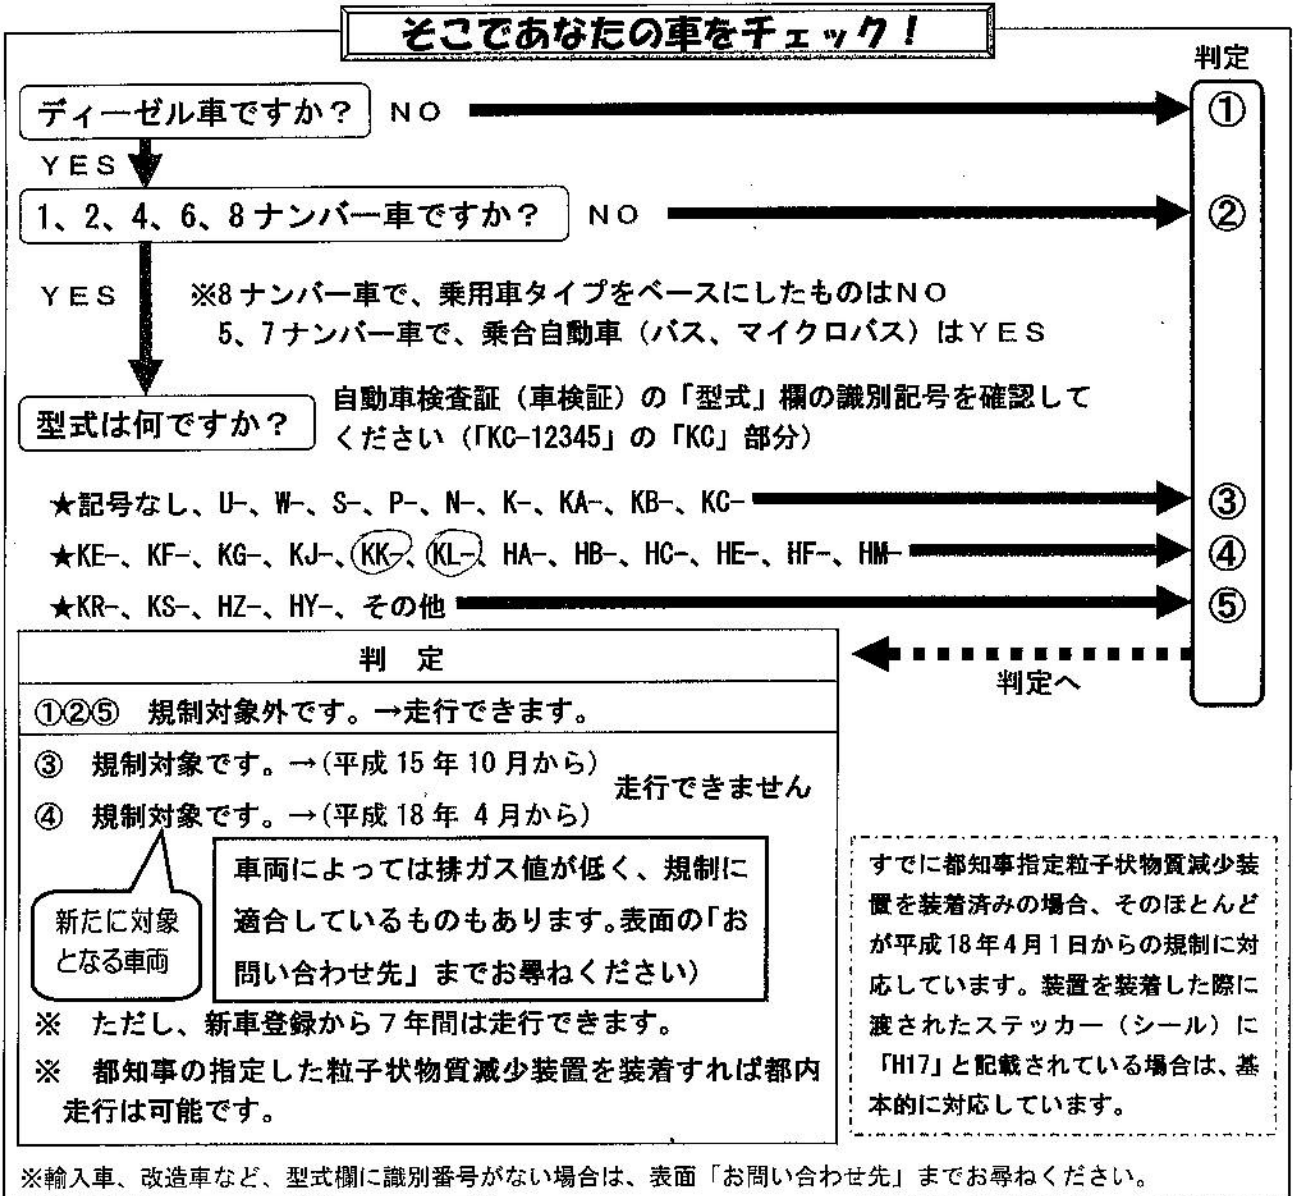 そこであなたの車をチェック!
判定
ディーゼル車ですか? NO ①
YES
1、2、4、6、8ナンバー車ですか? NO ②
YES ※8ナンバー車で、乗用車タイプをベースにしたものはNO
5、7ナンバー車で、乗合自動車(バス、マイクロバス)はYES
型式は何ですか?
自動車検査証(車検証)の「型式」欄の識別記号を確認して
ください(「KC-12345」の「KC」部分)
★記号なし、U-、W-、S-、P-、N-、K-、KA-、KB-、KC- ③
★KE-、KF-、KG-、KJ-、KK-、KL-、HA-、HB-、HC-、HE-、HF-、HM- ④
★KR-、KS-、HZ-、HY-、その他 ⑤
判定へ
判 定
①②⑤ 規制対象外です。→走行できます。
③ 規制対象です。→(平成15年10月から)
走行できません
④ 規制対象です。→(平成18年 4月から)
新たに対象
となる車両
車両によっては排ガス値が低く、規制に
適合しているものもあります。表面の「お
問い合わせ先」までお尋ねください)
※ ただし、新車登録から7年間は走行できます。
※ 都知事の指定した粒子状物質減少装置を装着すれば都内
走行は可能です。
すでに都知事指定粒子状物質減少装
置を装着済みの場合、そのほとんど
が平成18年4月1日からの規制に対
応しています。装置を装着した際に
渡されたステッカー(シール)に
「H17」と記載されている場合は、基
本的に対応しています。
※輸入車、改造車など、型式欄に識別番号がない場合は、表面「お問い合わせ先」までお尋ねください。